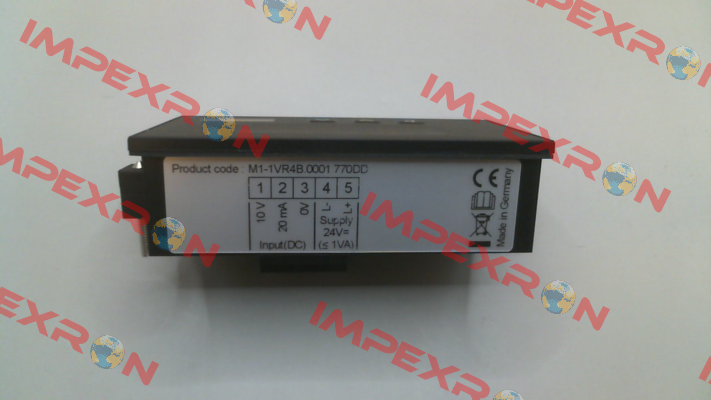 Product code : M1-1VR4B.0001.770DD
1 2 3 4 5
10 V
20 mA
0V
L-
L+
Supply
24V=
(≤ 1VA)
Input(DC)
CE
Made in Germany
IMPEXRON
IMPEXRON
IMPEXRON
IMPEXRON
IMPEXRON
IMPEXRON
IMPEXRON